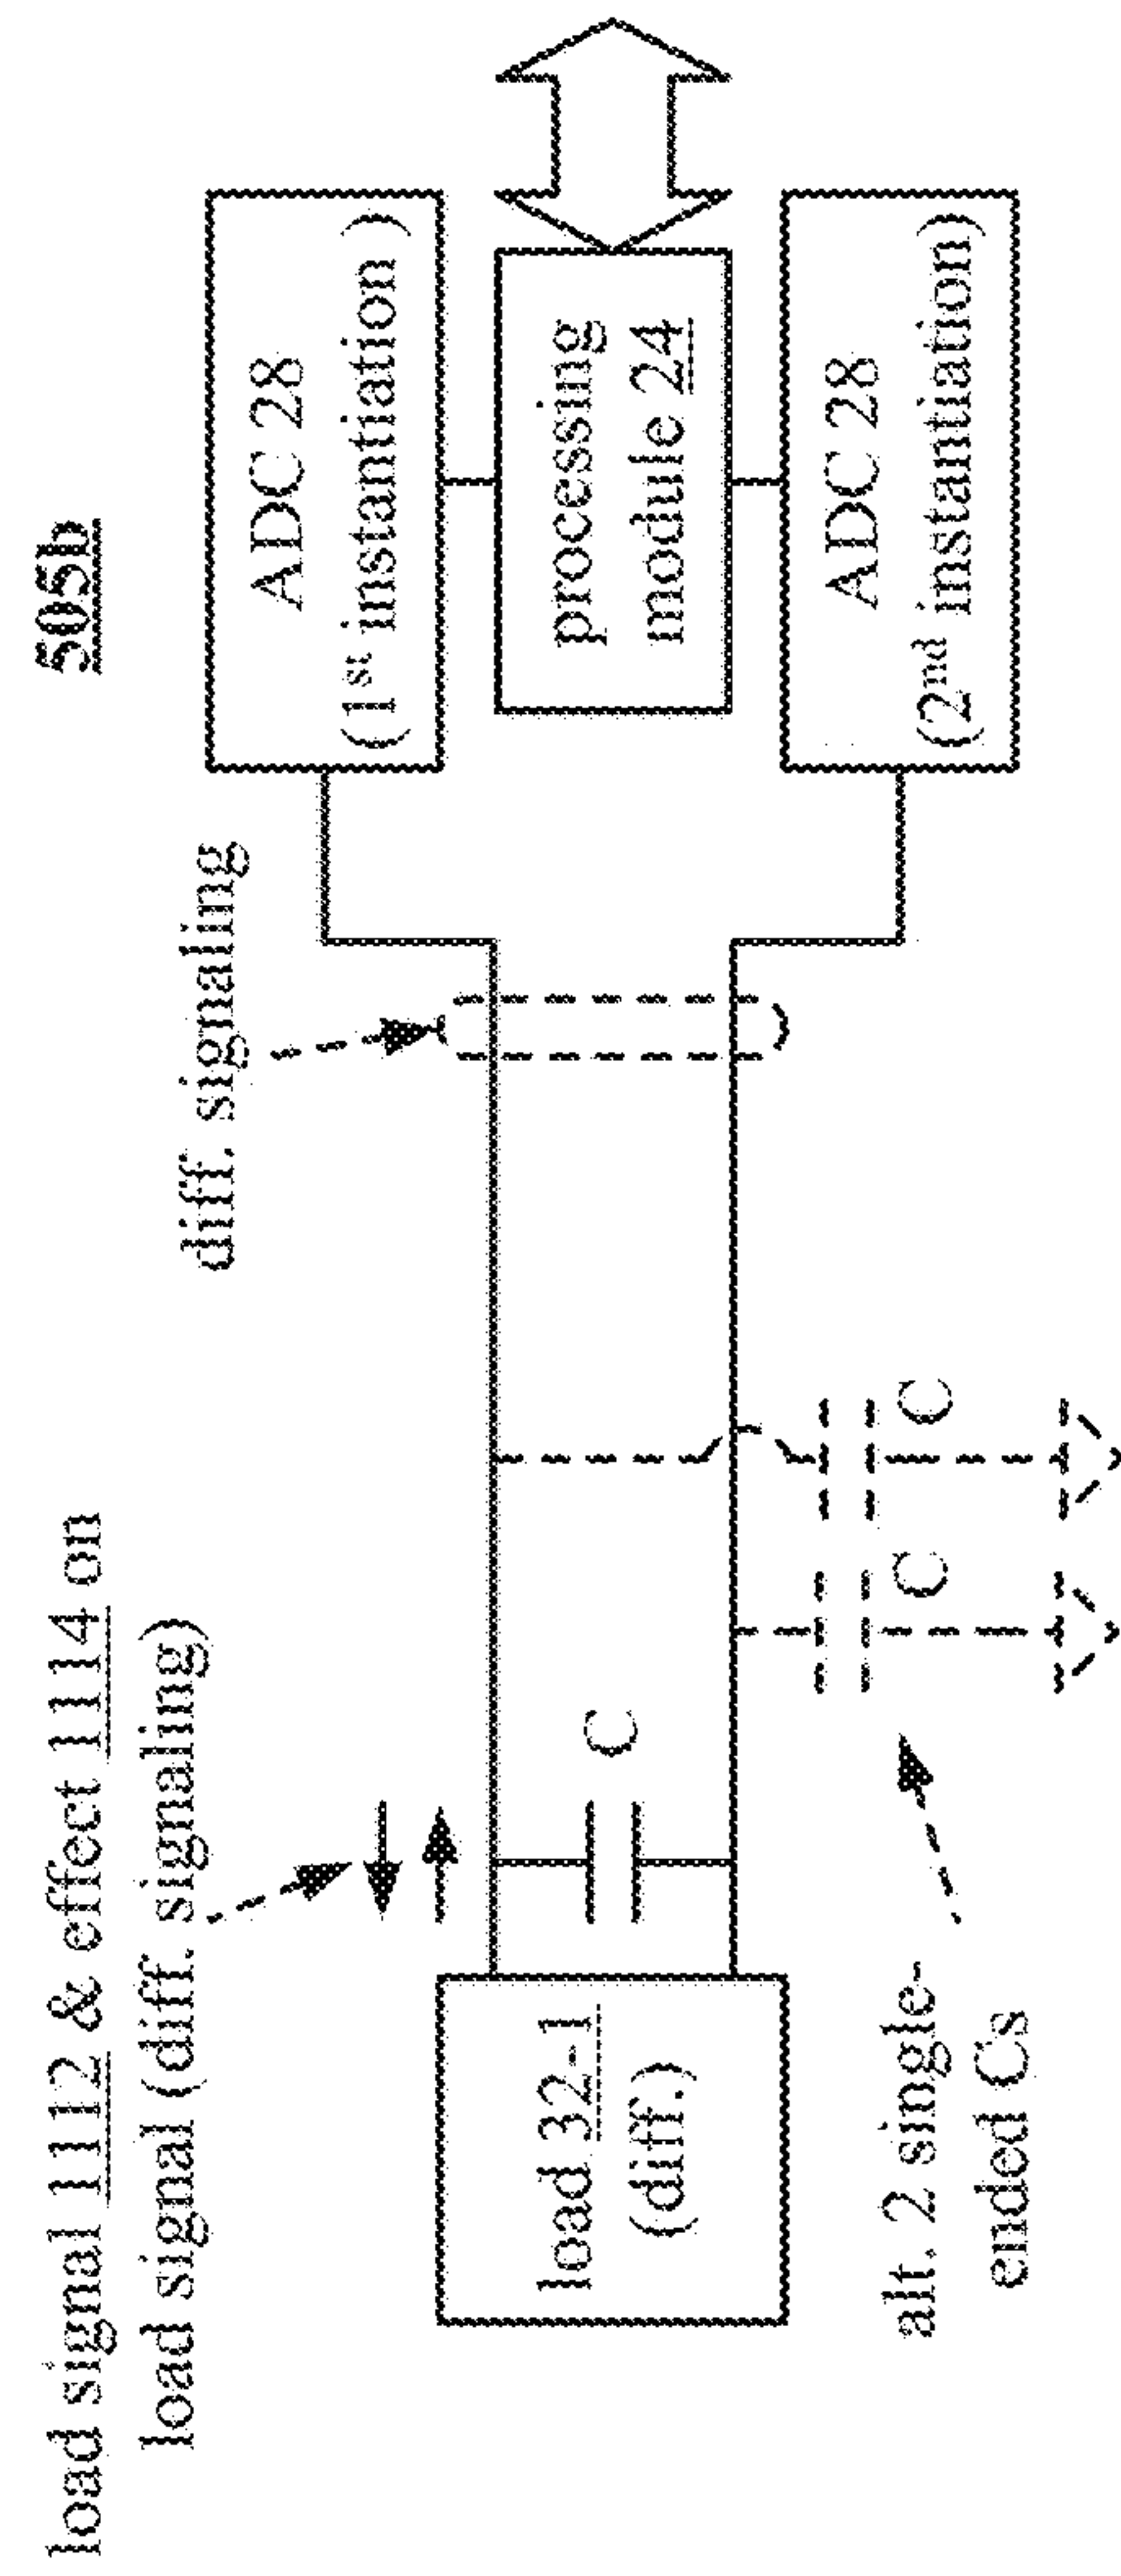 505b
load signal 1112 & effect 1114 on
load signal (diff. signaling)
diff. signaling
ADC 28
(1st instantiation )
load 32-1
(diff.)
C
processing
module 24
alt. 2 single-
ended Cs
C
C
ADC 28
(2nd instantiation)